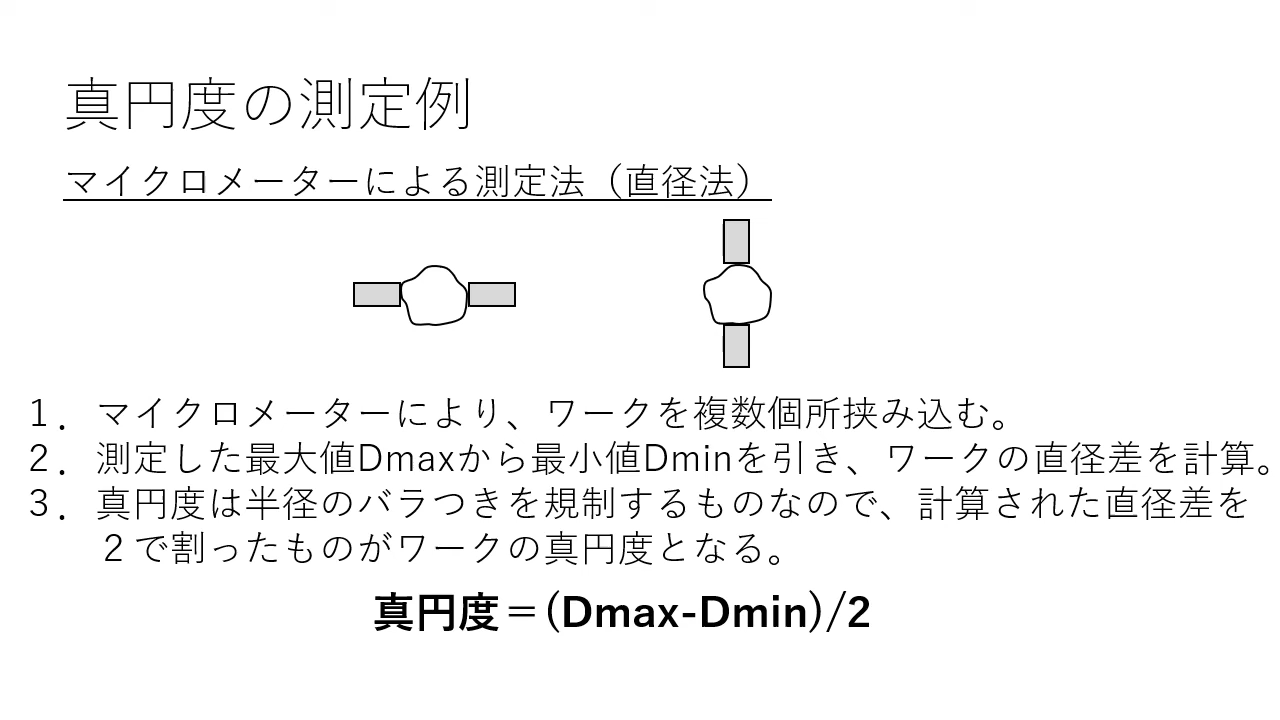 真円度の測定例
マイクロメーターによる測定法（直径法）
１．マイクロメーターにより、ワークを複数個所挟み込む。
２．測定した最大値Dmaxから最小値Dminを引き、ワークの直径差を計算。
３．真円度は半径のバラつきを規制するものなので、計算された直径差を
２で割ったものがワークの真円度となる。
真円度＝(Dmax-Dmin)/2